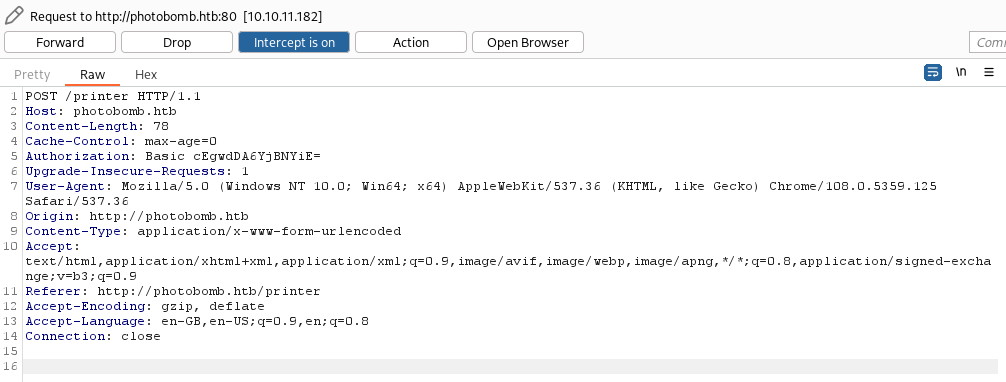 Request to http://photobomb.htb:80 [10.10.11.182]
Forward Drop Intercept is on Action Open Browser
Pretty Raw Hex \n
1 POST /printer HTTP/1.1
2 Host: photobomb.htb
3 Content-Length: 78
4 Cache-Control: max-age=0
5 Authorization: Basic cEgwdDA6YjBNYiE=
6 Upgrade-Insecure-Requests: 1
7 User-Agent: Mozilla/5.0 (Windows NT 10.0; Win64; x64) AppleWebKit/537.36 (KHTML, like Gecko) Chrome/108.0.5359.125
Safari/537.36
8 Origin: http://photobomb.htb
9 Content-Type: application/x-www-form-urlencoded
10 Accept:
text/html,application/xhtml+xml,application/xml;q=0.9,image/avif,image/webp,image/apng,*/*;q=0.8,application/signed-excha
nge;v=b3;q=0.9
11 Referer: http://photobomb.htb/printer
12 Accept-Encoding: gzip, deflate
13 Accept-Language: en-GB,en-US;q=0.9,en;q=0.8
14 Connection: close
15
16